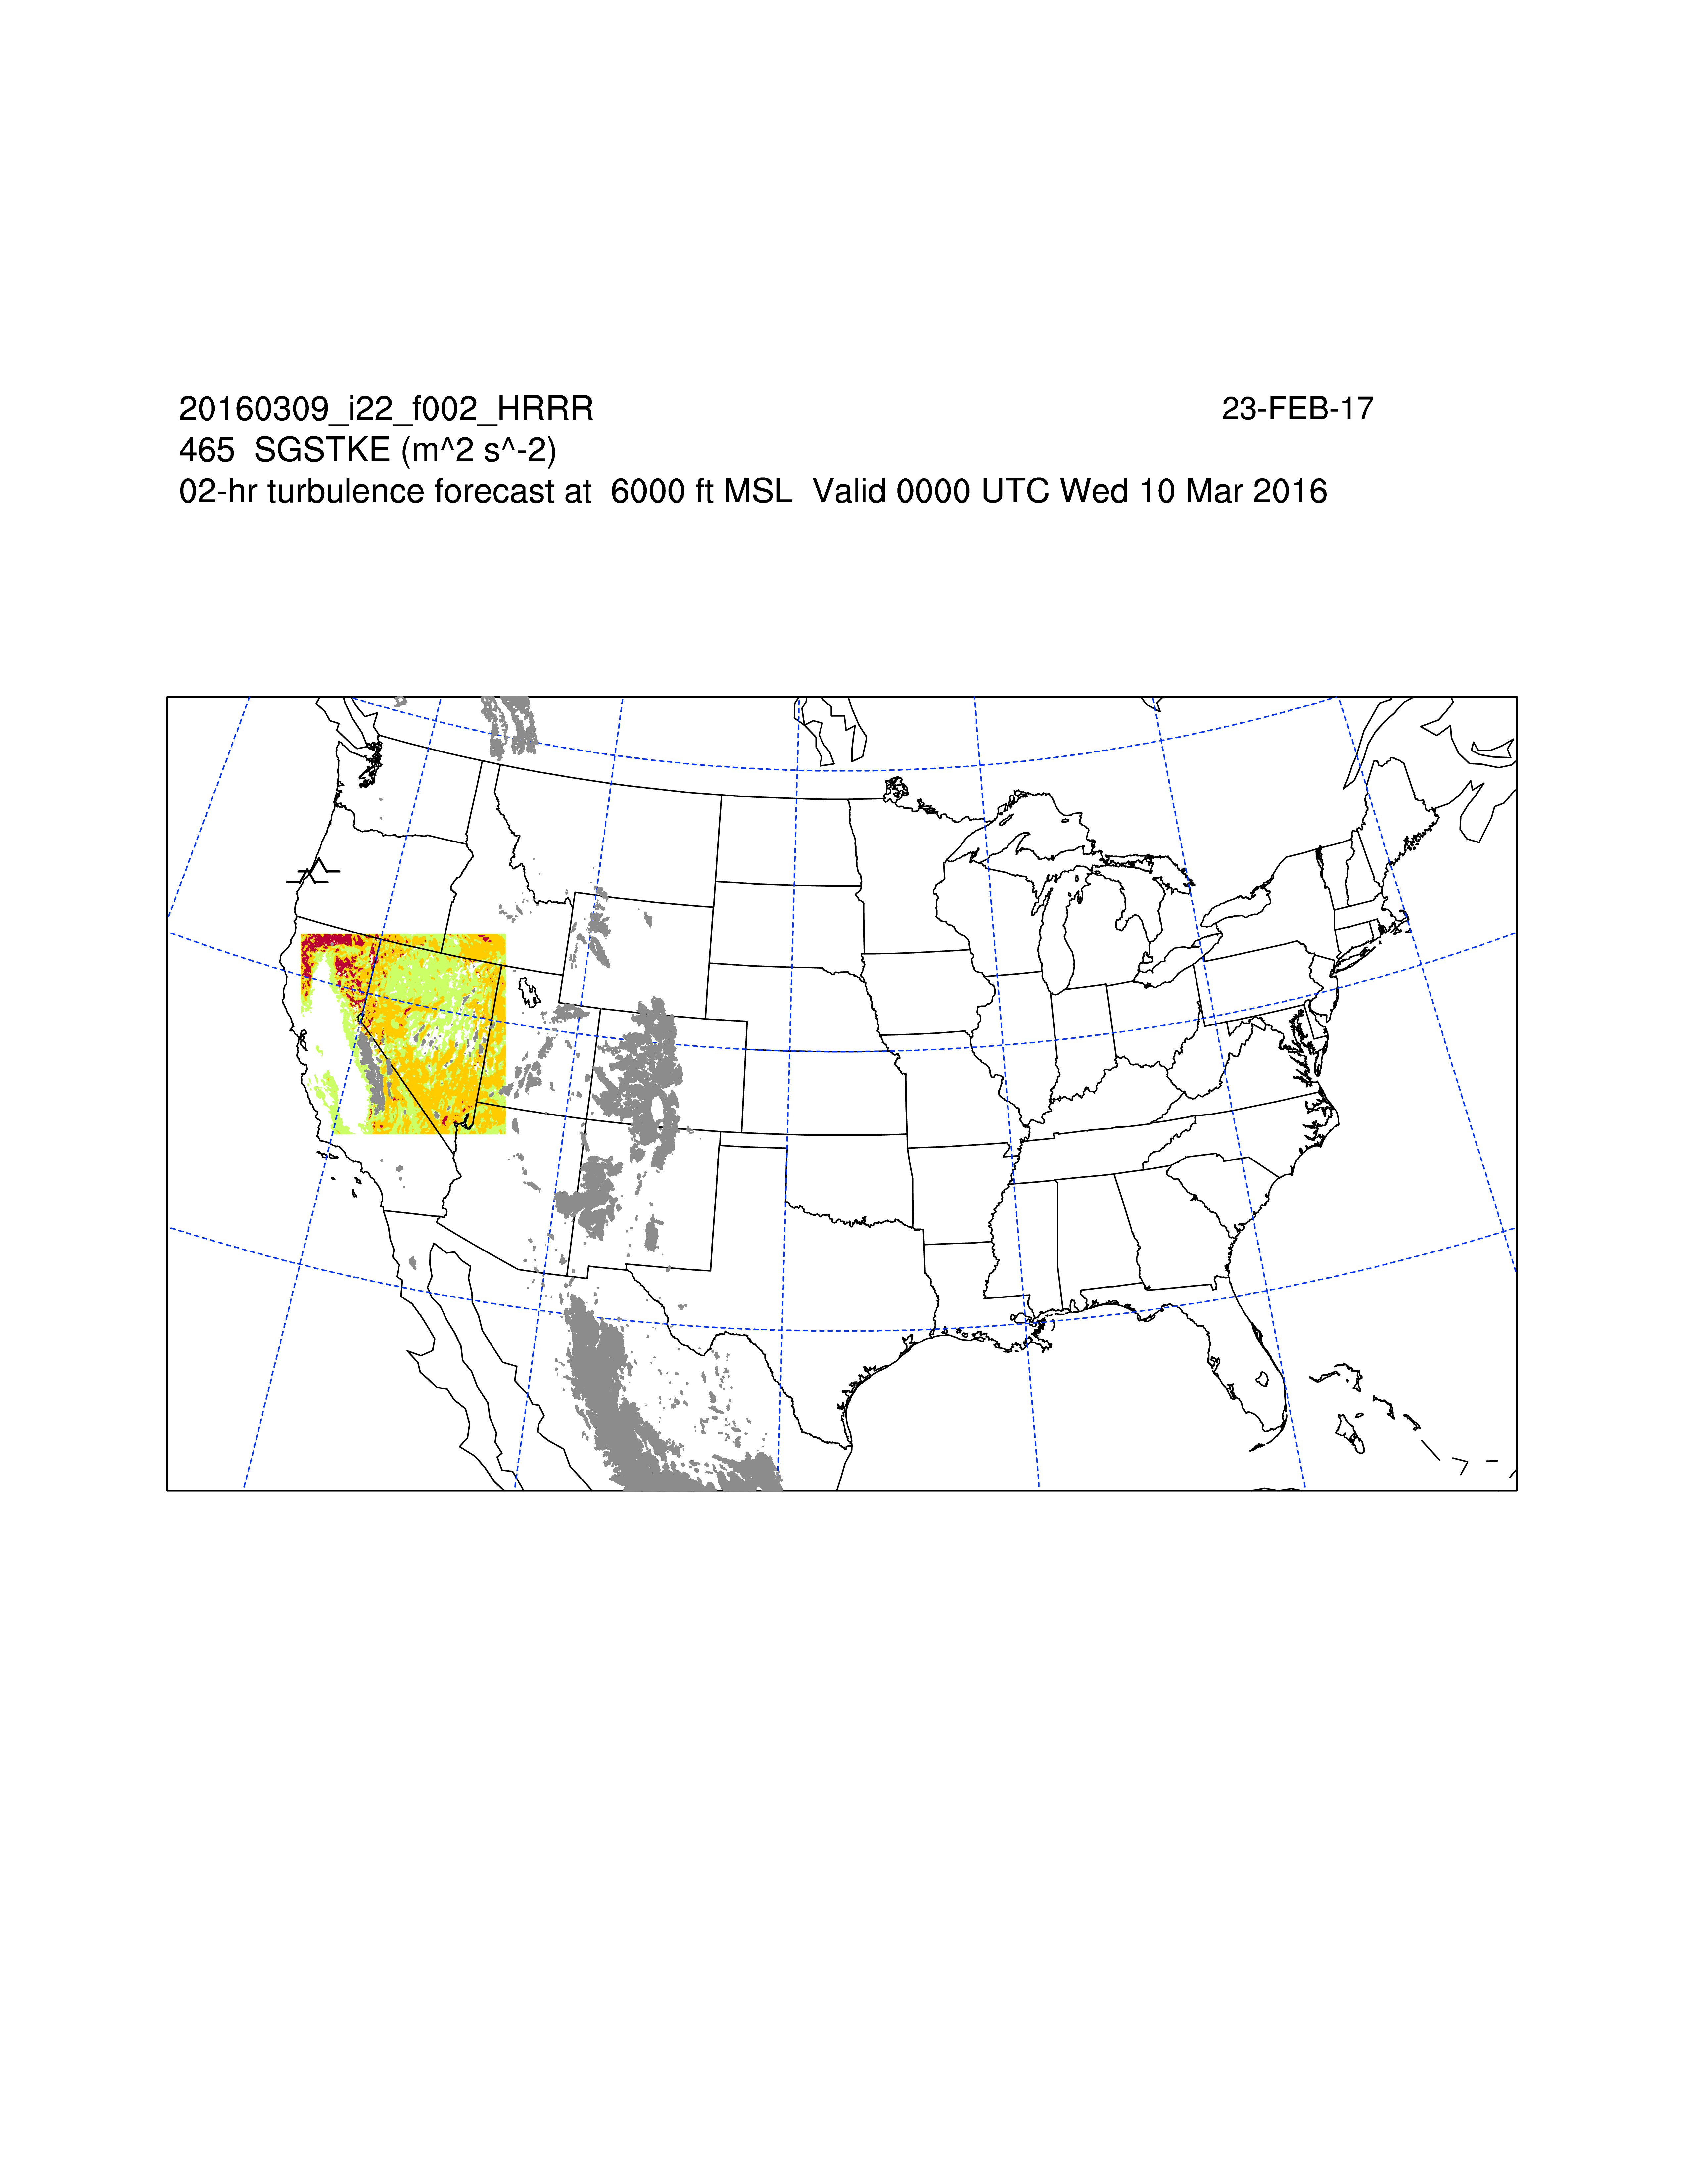 20160309_i22_f002_HRRR 23-FEB-17
465 SGSTKE (m^2 s^-2)
02-hr turbulence forecast at 6000 ft MSL Valid 0000 UTC Wed 10 Mar 2016